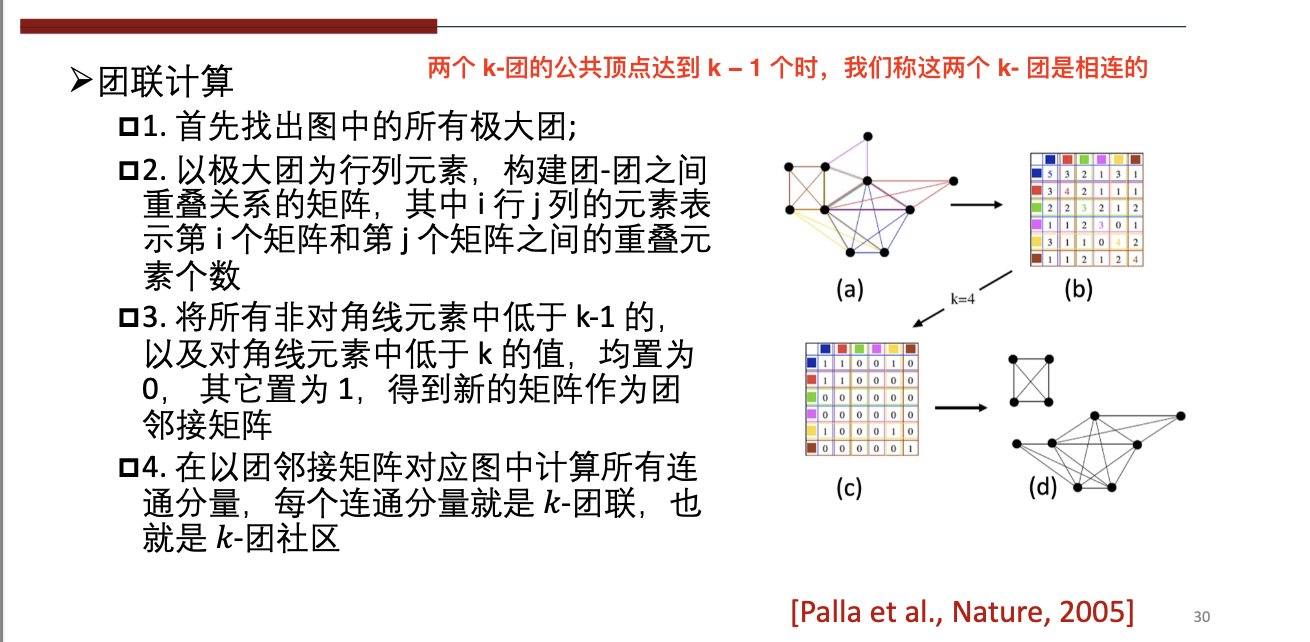 ➢团联计算
两个 k-团的公共顶点达到 k – 1 个时，我们称这两个 k- 团是相连的
1. 首先找出图中的所有极大团;
2. 以极大团为行列元素，构建团-团之间
重叠关系的矩阵，其中 i 行 j 列的元素表
示第 i 个矩阵和第 j 个矩阵之间的重叠元
素个数
3. 将所有非对角线元素中低于 k-1 的，
以及对角线元素中低于 k 的值，均置为
0， 其它置为 1，得到新的矩阵作为团
邻接矩阵
4. 在以团邻接矩阵对应图中计算所有连
通分量，每个连通分量就是 k-团联，也
就是 k-团社区
(a)
5 3 2 1 3 1
3 4 2 1 1 1
2 2 3 2 1 2
1 1 2 3 0 1
3 1 1 0 4 2
1 1 2 1 2 4
(b)
k=4
1 1 0 0 1 0
1 1 0 0 0 0
0 0 0 0 0 0
0 0 0 0 0 0
1 0 0 0 1 0
0 0 0 0 0 1
(c)
(d)
[Palla et al., Nature, 2005]
30